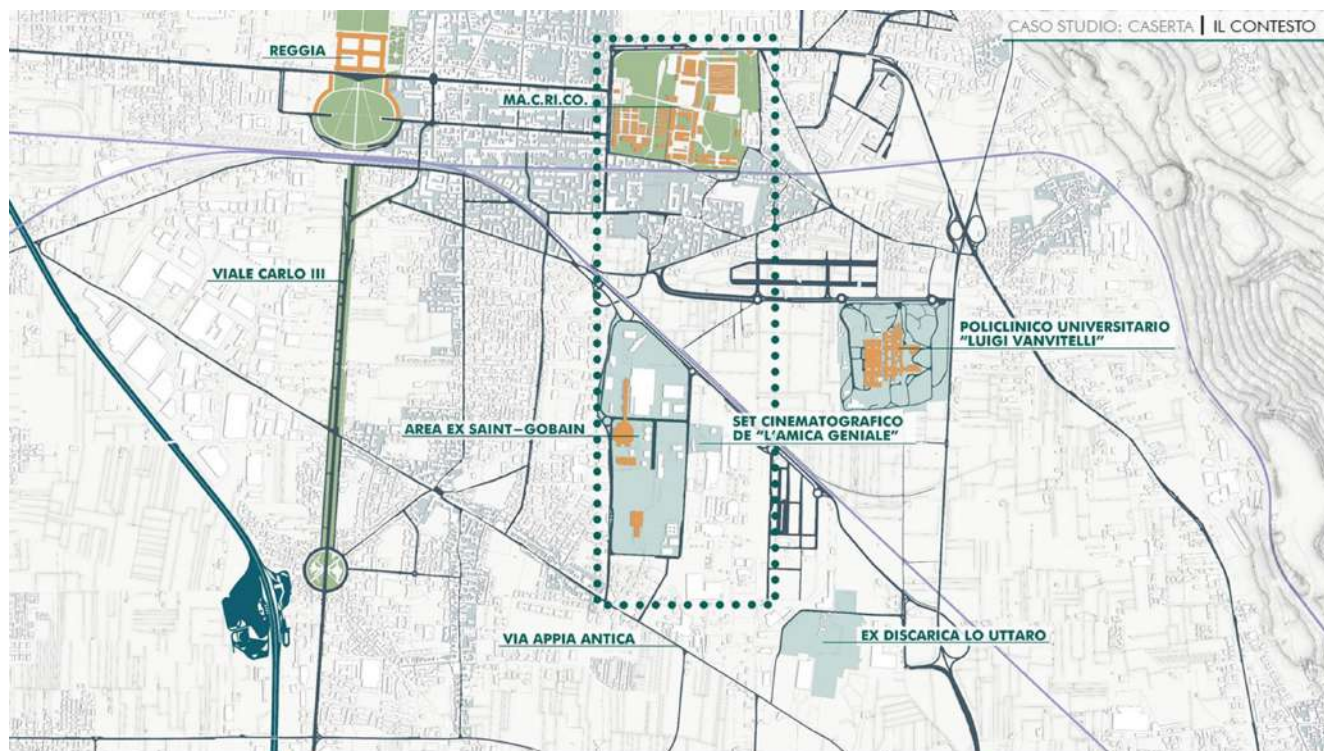 CASO STUDIO: CASERTA | IL CONTESTO
REGGIA
MA.C.RI.CO.
VIALE CARLO III
POLICLINICO UNIVERSITARIO
"LUIGI VANVITELLI"
AREA EX SAINT-GOBAIN
SET CINEMATOGRAFICO
DE "L'AMICA GENIALE"
VIA APPIA ANTICA
EX DISCARICA LO UTTARO